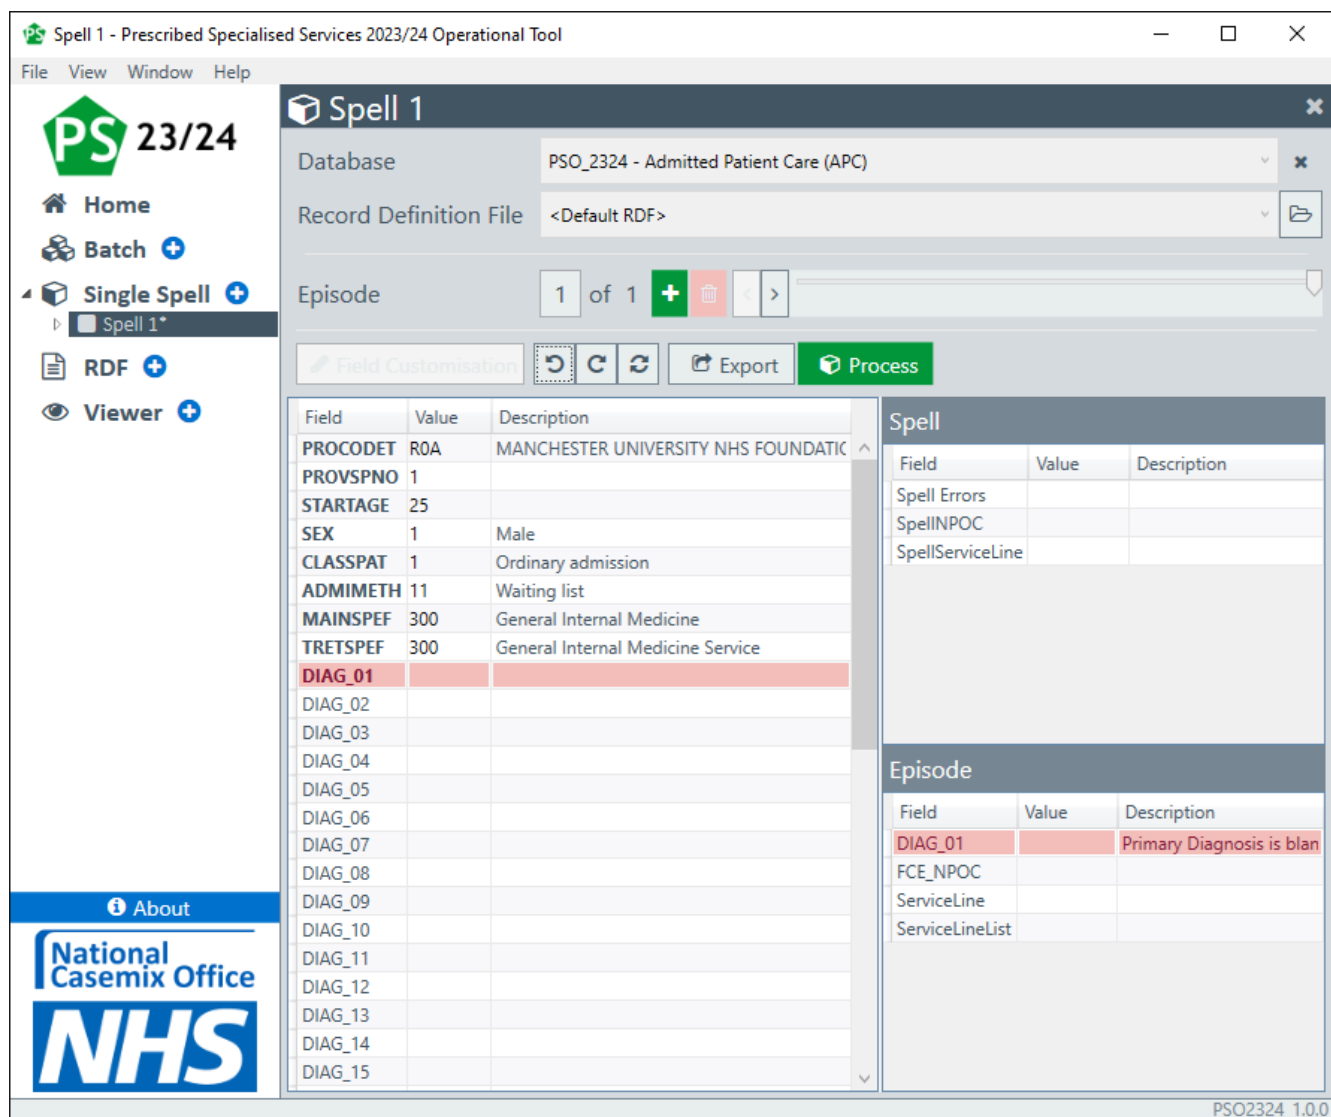 Spell 1 - Prescribed Specialised Services 2023/24 Operational Tool
File View Window Help
PS 23/24
Home
Batch
Single Spell
Spell 1*
RDF
Viewer
About
National
Casemix Office
NHS
Spell 1
Database PSO_2324 - Admitted Patient Care (APC)
Record Definition File <Default RDF>
Episode 1 of 1
Field Customisation Export Process
Field Value Description
PROCODET R0A MANCHESTER UNIVERSITY NHS FOUNDATIC
PROVSPNO 1
STARTAGE 25
SEX 1 Male
CLASSPAT 1 Ordinary admission
ADMIMETH 11 Waiting list
MAINSPEF 300 General Internal Medicine
TRETSPEF 300 General Internal Medicine Service
DIAG_01
DIAG_02
DIAG_03
DIAG_04
DIAG_05
DIAG_06
DIAG_07
DIAG_08
DIAG_09
DIAG_10
DIAG_11
DIAG_12
DIAG_13
DIAG_14
DIAG_15
Spell
Field Value Description
Spell Errors
SpellNPOC
SpellServiceLine
Episode
Field Value Description
DIAG_01 Primary Diagnosis is blan
FCE_NPOC
ServiceLine
ServiceLineList
PSO2324 1.0.0